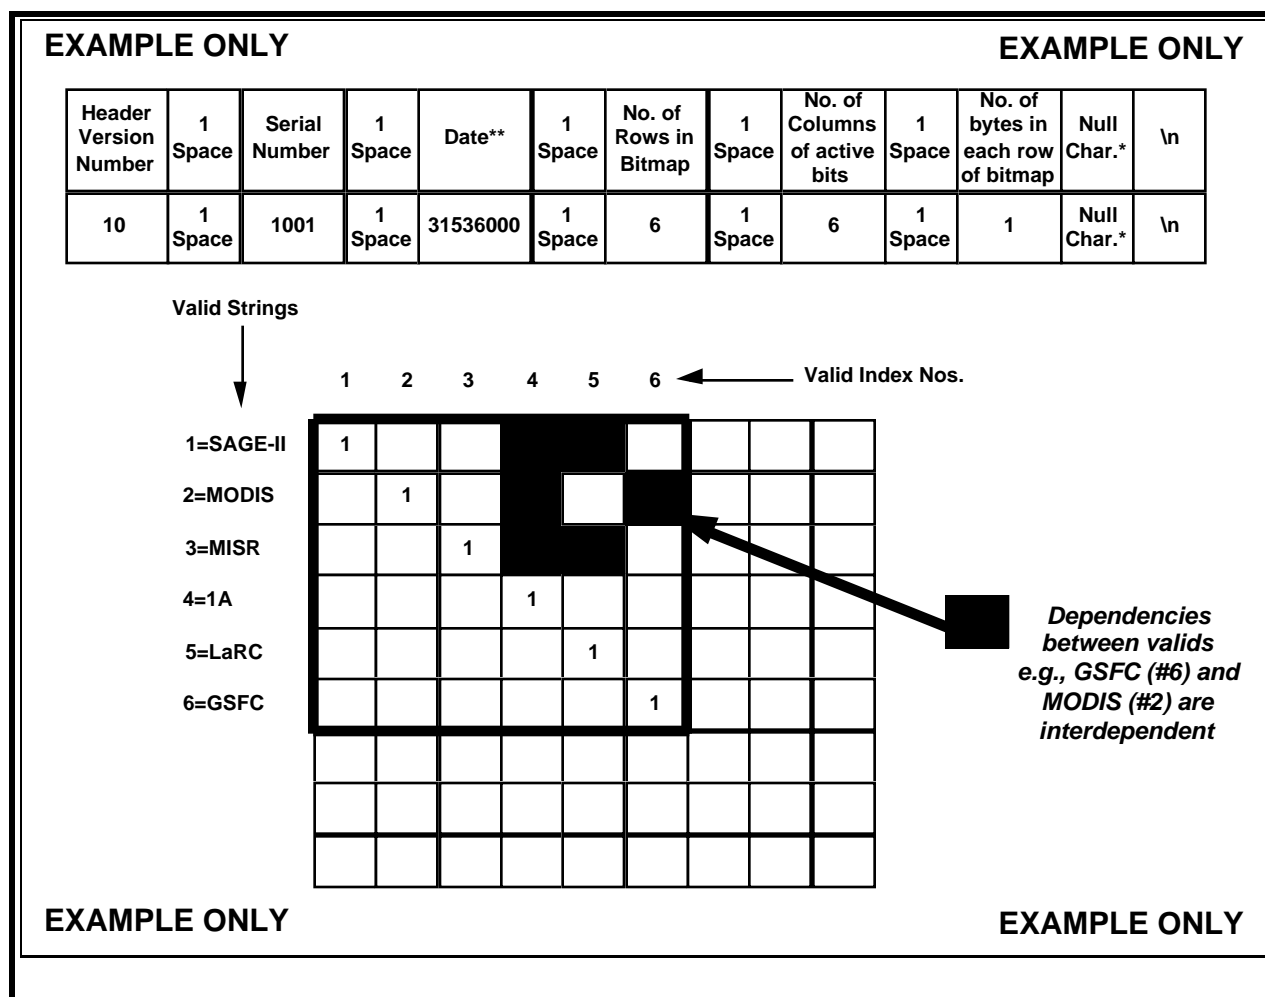 EXAMPLE ONLY
EXAMPLE ONLY
Header Version Number
1 Space
Serial Number
1 Space
Date**
1 Space
No. of Rows in Bitmap
1 Space
No. of Columns of active bits
1 Space
No. of bytes in each row of bitmap
Null Char.*
\n
10
1 Space
1001
1 Space
31536000
1 Space
6
1 Space
6
1 Space
1
Null Char.*
\n
Valid Strings
1 2 3 4 5 6
Valid Index Nos.
1=SAGE-II 1
2=MODIS 1
3=MISR 1
4=1A 1
5=LaRC 1
6=GSFC 1
Dependencies
between valids
e.g., GSFC (#6) and
MODIS (#2) are
interdependent
EXAMPLE ONLY
EXAMPLE ONLY